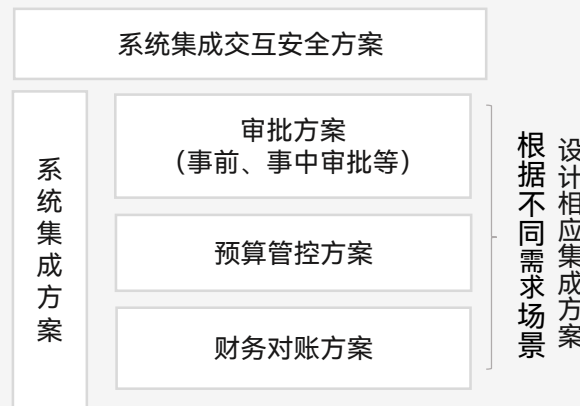 系统集成交互安全方案
系统集成方案
审批方案
（事前、事中审批等）
预算管控方案
财务对账方案
根据不同需求场景
设计相应集成方案